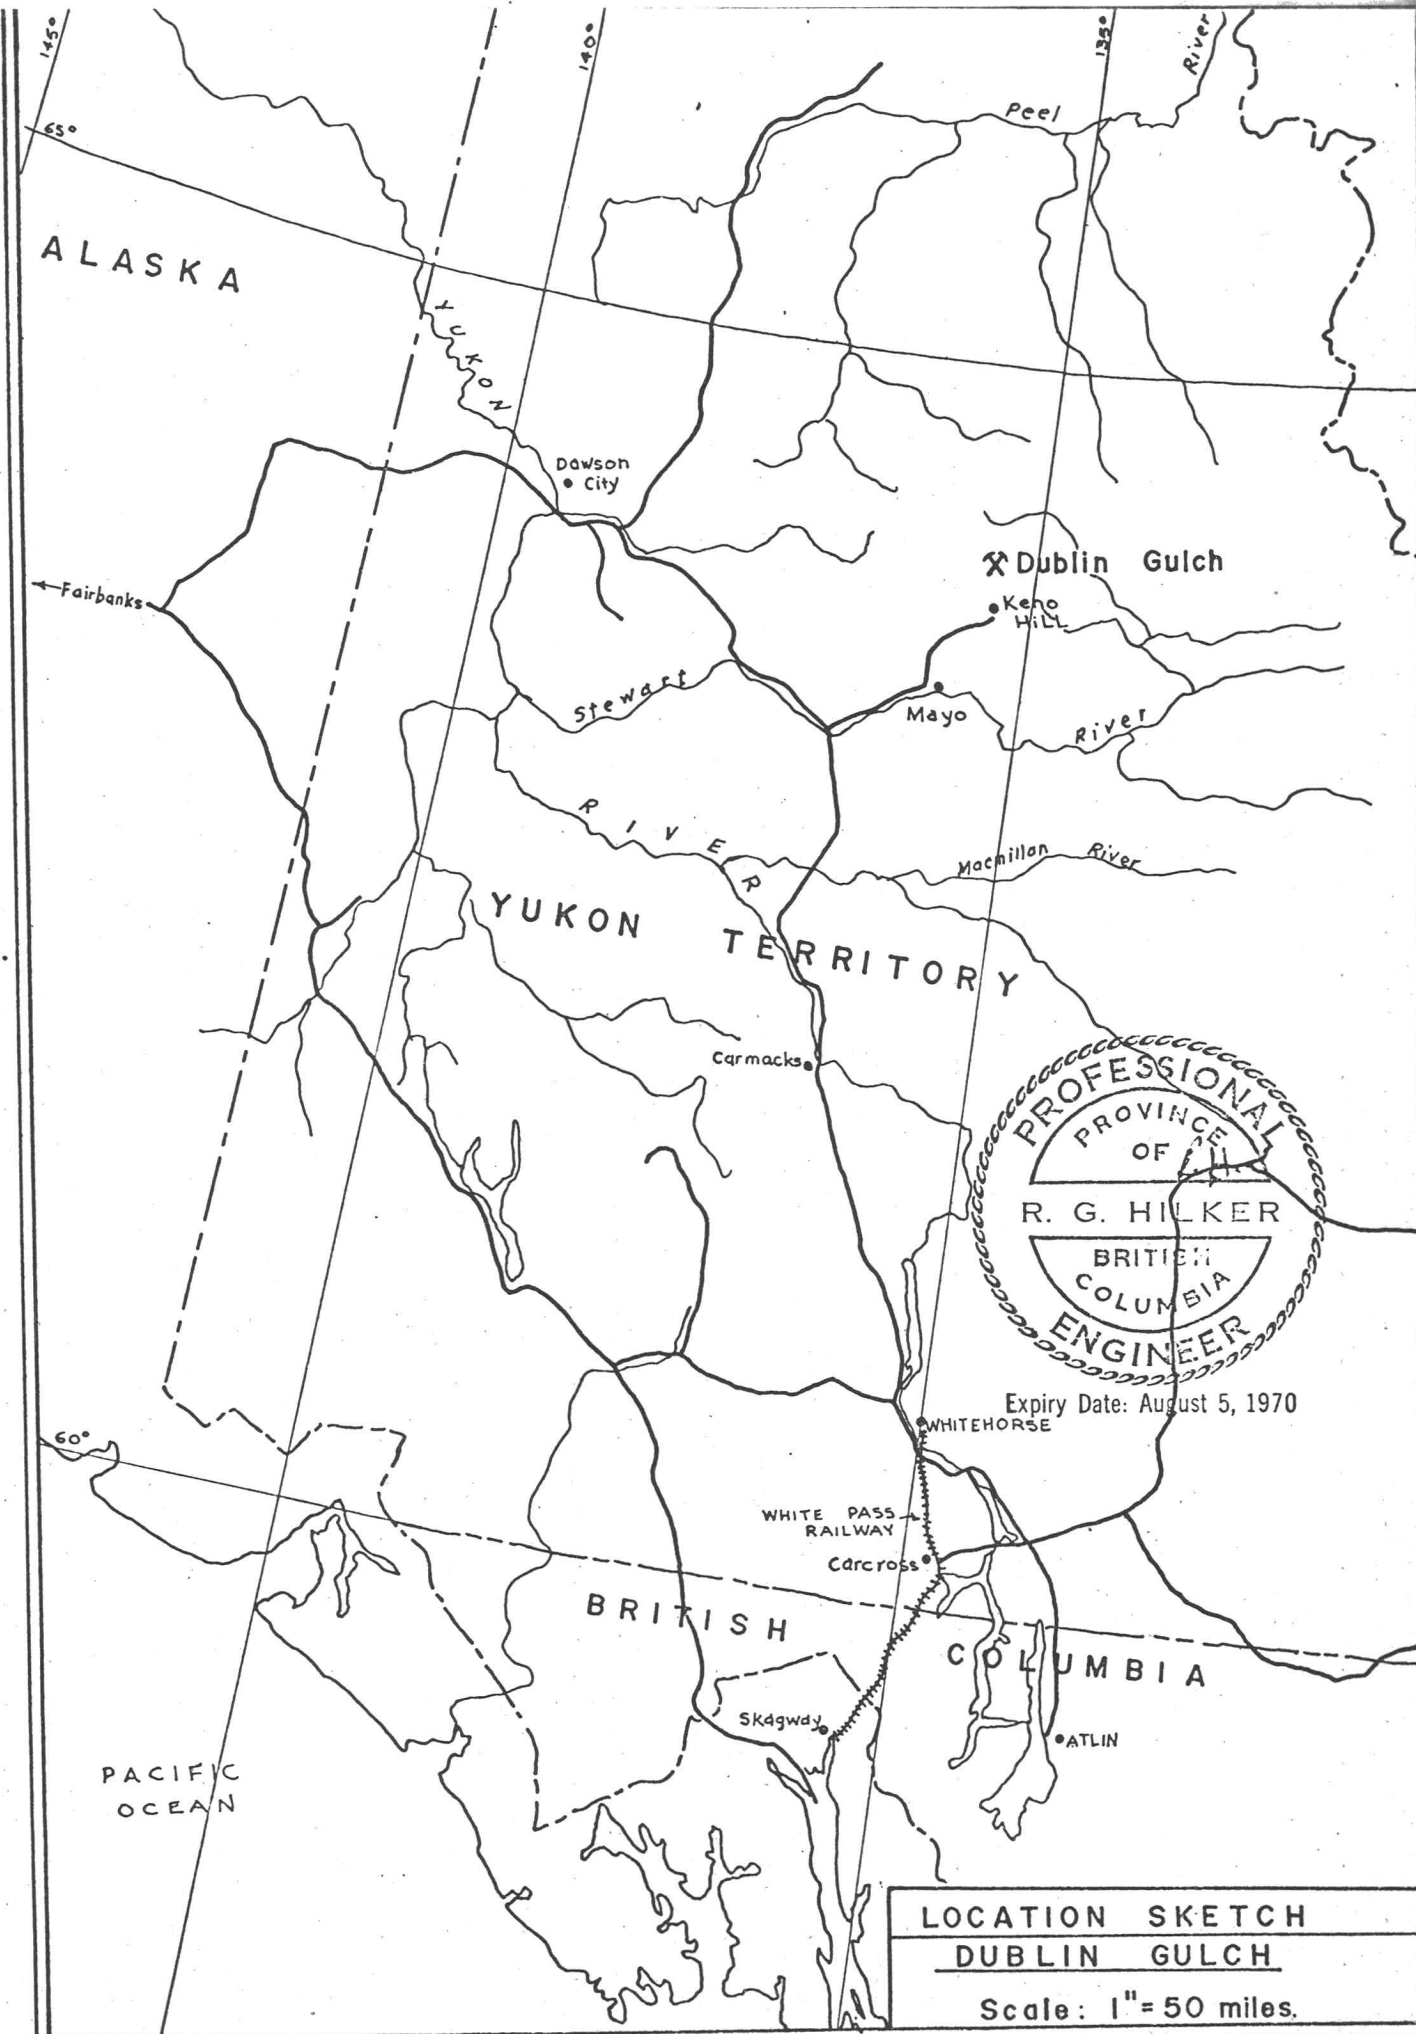 145°
140°
135°
River
Peel
65°
ALASKA
YUKON
Dawson
City
Dublin Gulch
Fairbanks
Keno
HILL
Stewart
Mayo
River
RIVER
Macmillan River
YUKON TERRITORY
Carmacks
PROFESSIONAL
PROVINCE
OF
R. G. HILKER
BRITISH
COLUMBIA
ENGINEER
Expiry Date: August 5, 1970
WHITEHORSE
60°
WHITE PASS
RAILWAY
Carcross
BRITISH COLUMBIA
Skagway
ATLIN
PACIFIC
OCEAN
LOCATION SKETCH
DUBLIN GULCH
Scale: 1"=50 miles.